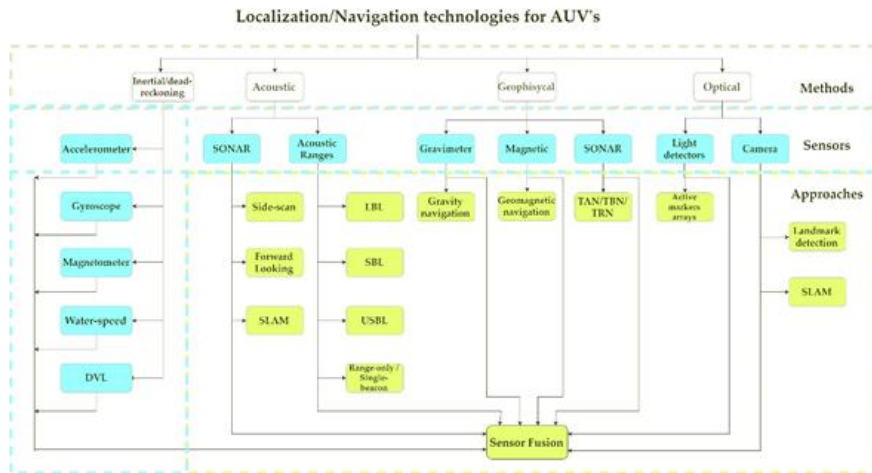 Localization/Navigation technologies for AUV's
Inertial/dead-
reckoning
Acoustic
Geophisycal
Optical
Methods
Accelerometer
SONAR
Acoustic
Ranges
Gravimeter
Magnetic
SONAR
Light
detectors
Camera
Sensors
Approaches
Gyroscope
Side-scan
LBL
Gravity
navigation
Geomagnetic
navigation
TAN/TBN/
TRN
Active
markers
arrays
Landmark
detection
Magnetometer
Forward
Looking
SBL
SLAM
Water-speed
SLAM
USBL
DVL
Range-only /
Single-
beacon
Sensor Fusion